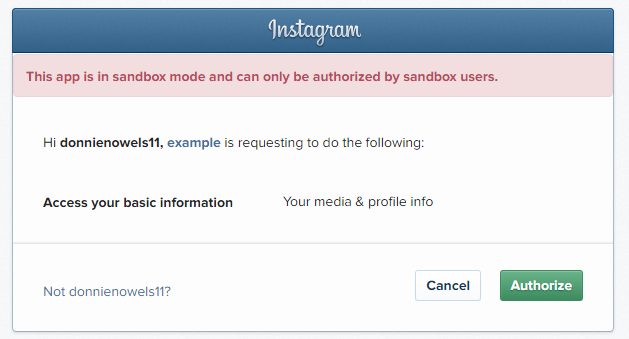 Instagram
This app is in sandbox mode and can only be authorized by sandbox users.
Hi donnienowels11, example is requesting to do the following:
Access your basic information Your media & profile info
Not donnienowels11? Cancel Authorize